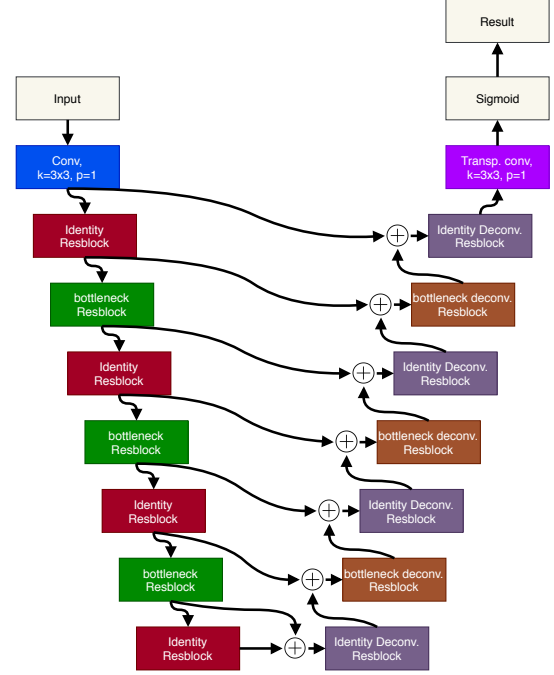 Result
Input
Sigmoid
Conv,
k=3x3, p=1
Transp. conv,
k=3x3, p=1
Identity
Resblock
Identity Deconv.
Resblock
bottleneck
Resblock
bottleneck deconv.
Resblock
Identity
Resblock
Identity Deconv.
Resblock
bottleneck
Resblock
bottleneck deconv.
Resblock
Identity
Resblock
Identity Deconv.
Resblock
bottleneck
Resblock
bottleneck deconv.
Resblock
Identity
Resblock
Identity Deconv.
Resblock